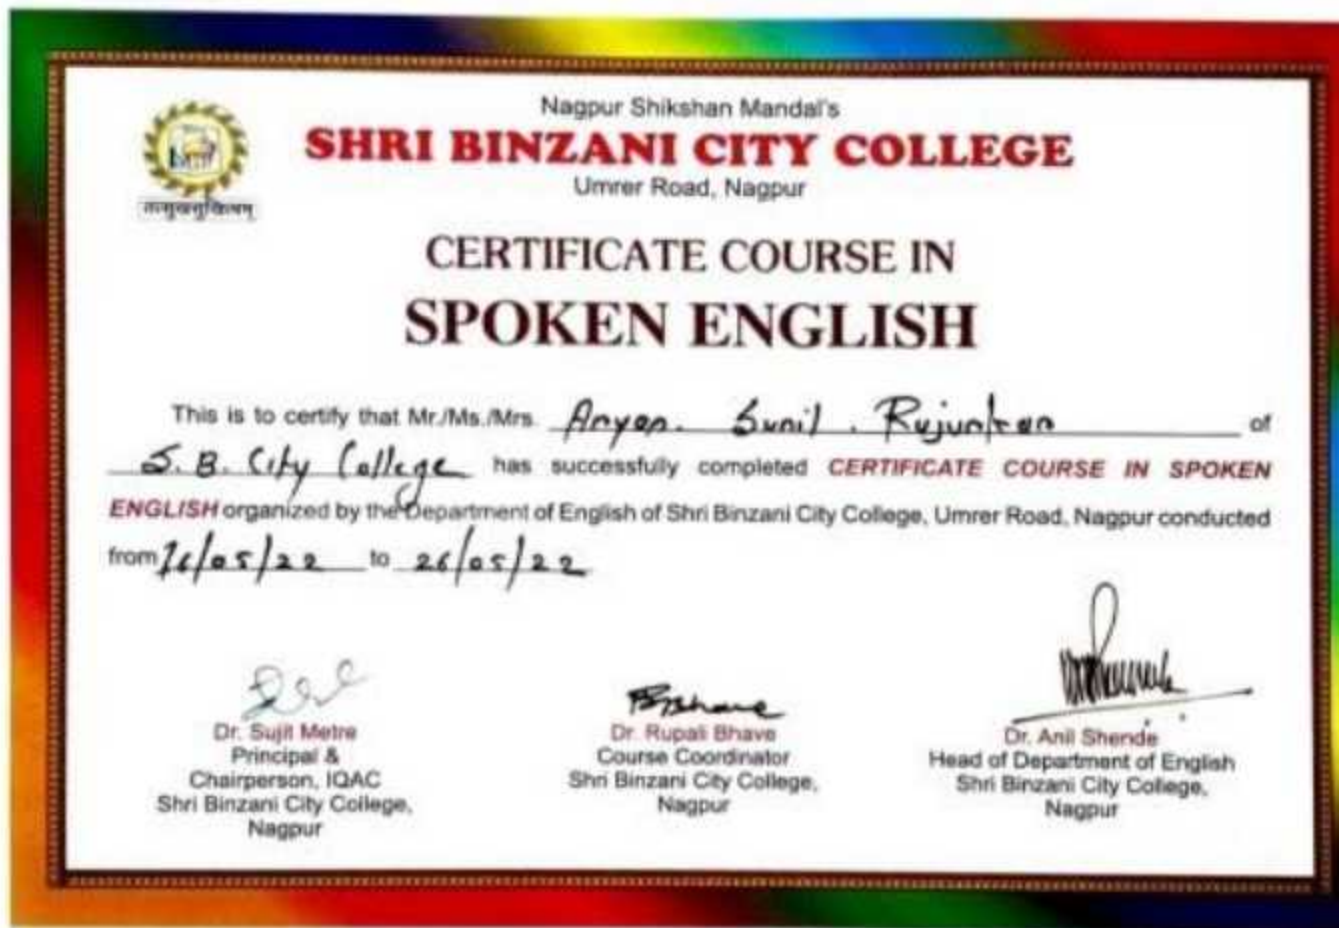 Nagpur Shikshan Mandal's
SHRI BINZANI CITY COLLEGE
Umrer Road, Nagpur
CERTIFICATE COURSE IN
SPOKEN ENGLISH
This is to certify that Mr./Ms./Mrs. Aryan. Sunil. of
S. B. City College has successfully completed CERTIFICATE COURSE IN SPOKEN
ENGLISH organized by the Department of English of Shri Binzani City College, Umrer Road, Nagpur conducted
from 16/05/22 to 26/05/22
Dr. Sujit Metre
Principal &
Chairperson, IQAC
Shri Binzani City College,
Nagpur
Dr. Rupali Bhave
Course Coordinator
Shri Binzani City College,
Nagpur
Dr. Anil Shende
Head of Department of English
Shri Binzani City College,
Nagpur